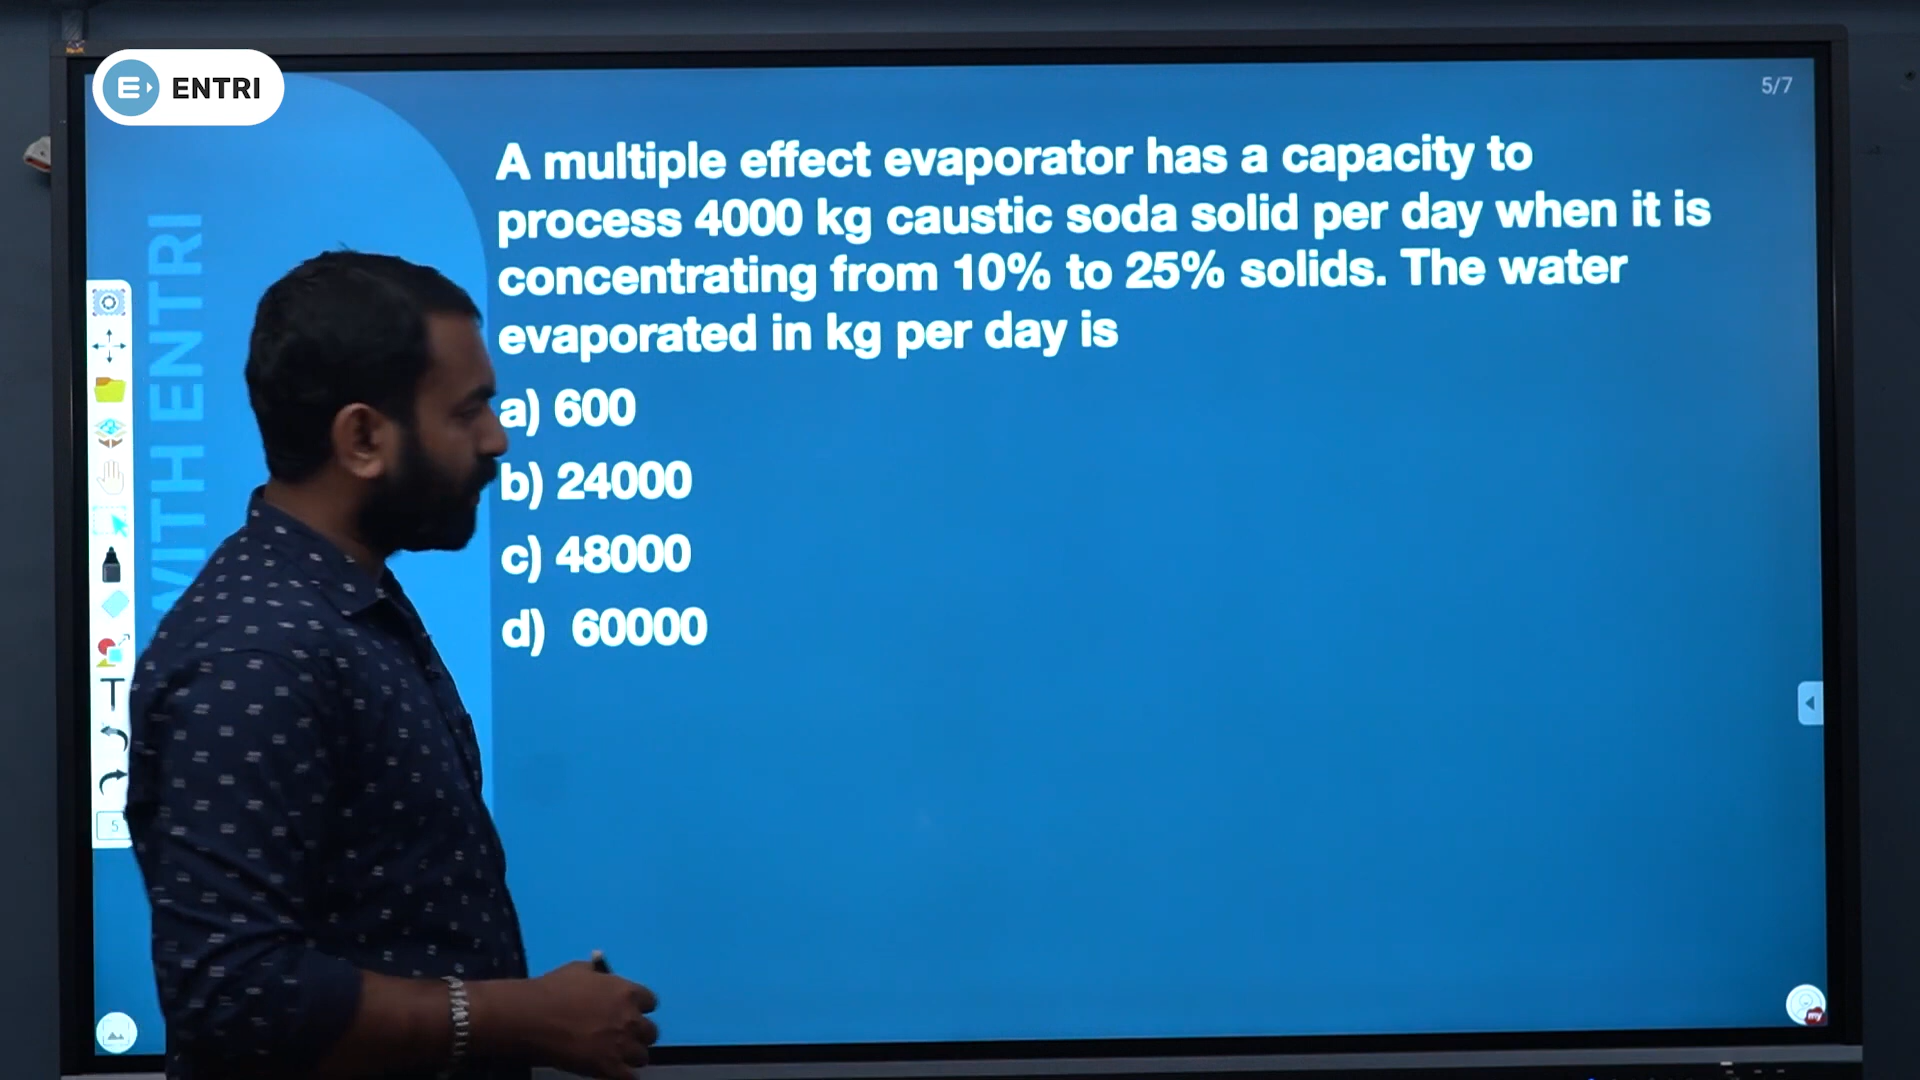 ENTRI
5/7
A multiple effect evaporator has a capacity to
process 4000 kg caustic soda solid per day when it is
concentrating from 10% to 25% solids. The water
evaporated in kg per day is
a) 600
b) 24000
c) 48000
d) 60000
WITH ENTRI
T
5
my